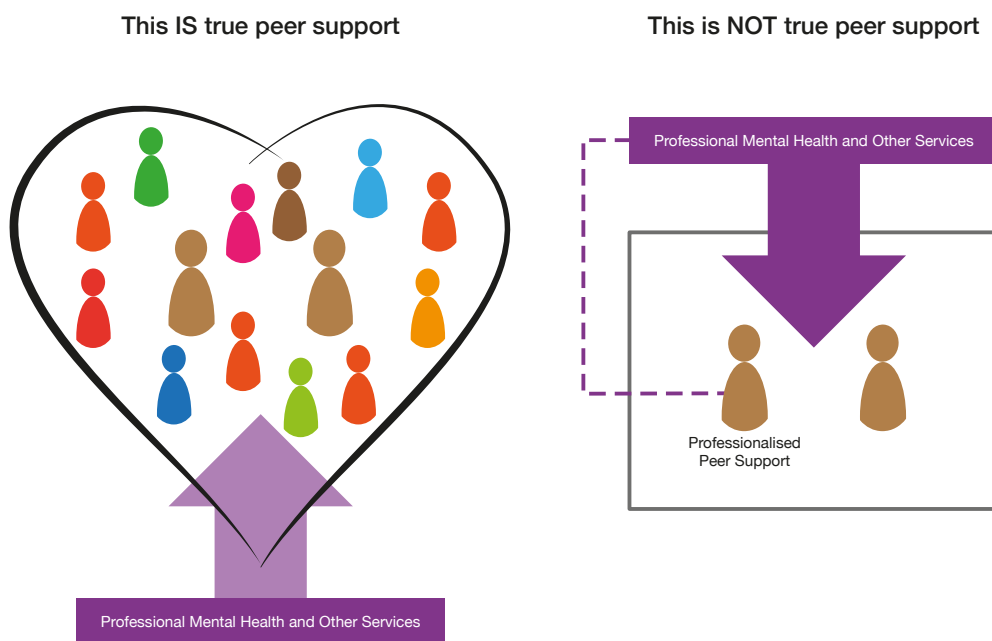 This IS true peer support
This is NOT true peer support
Professional Mental Health and Other Services
Professionalised
Peer Support
Professional Mental Health and Other Services